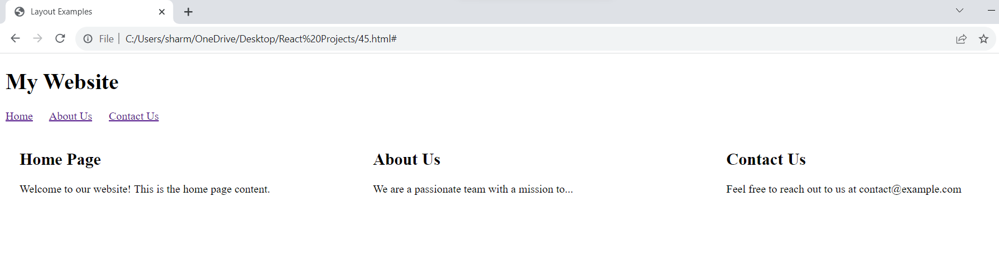 Layout Examples
File | C:/Users/sharm/OneDrive/Desktop/React%20Projects/45.html#
My Website
Home About Us Contact Us
Home Page About Us Contact Us
Welcome to our website! This is the home page content. We are a passionate team with a mission to... Feel free to reach out to us at contact@example.com